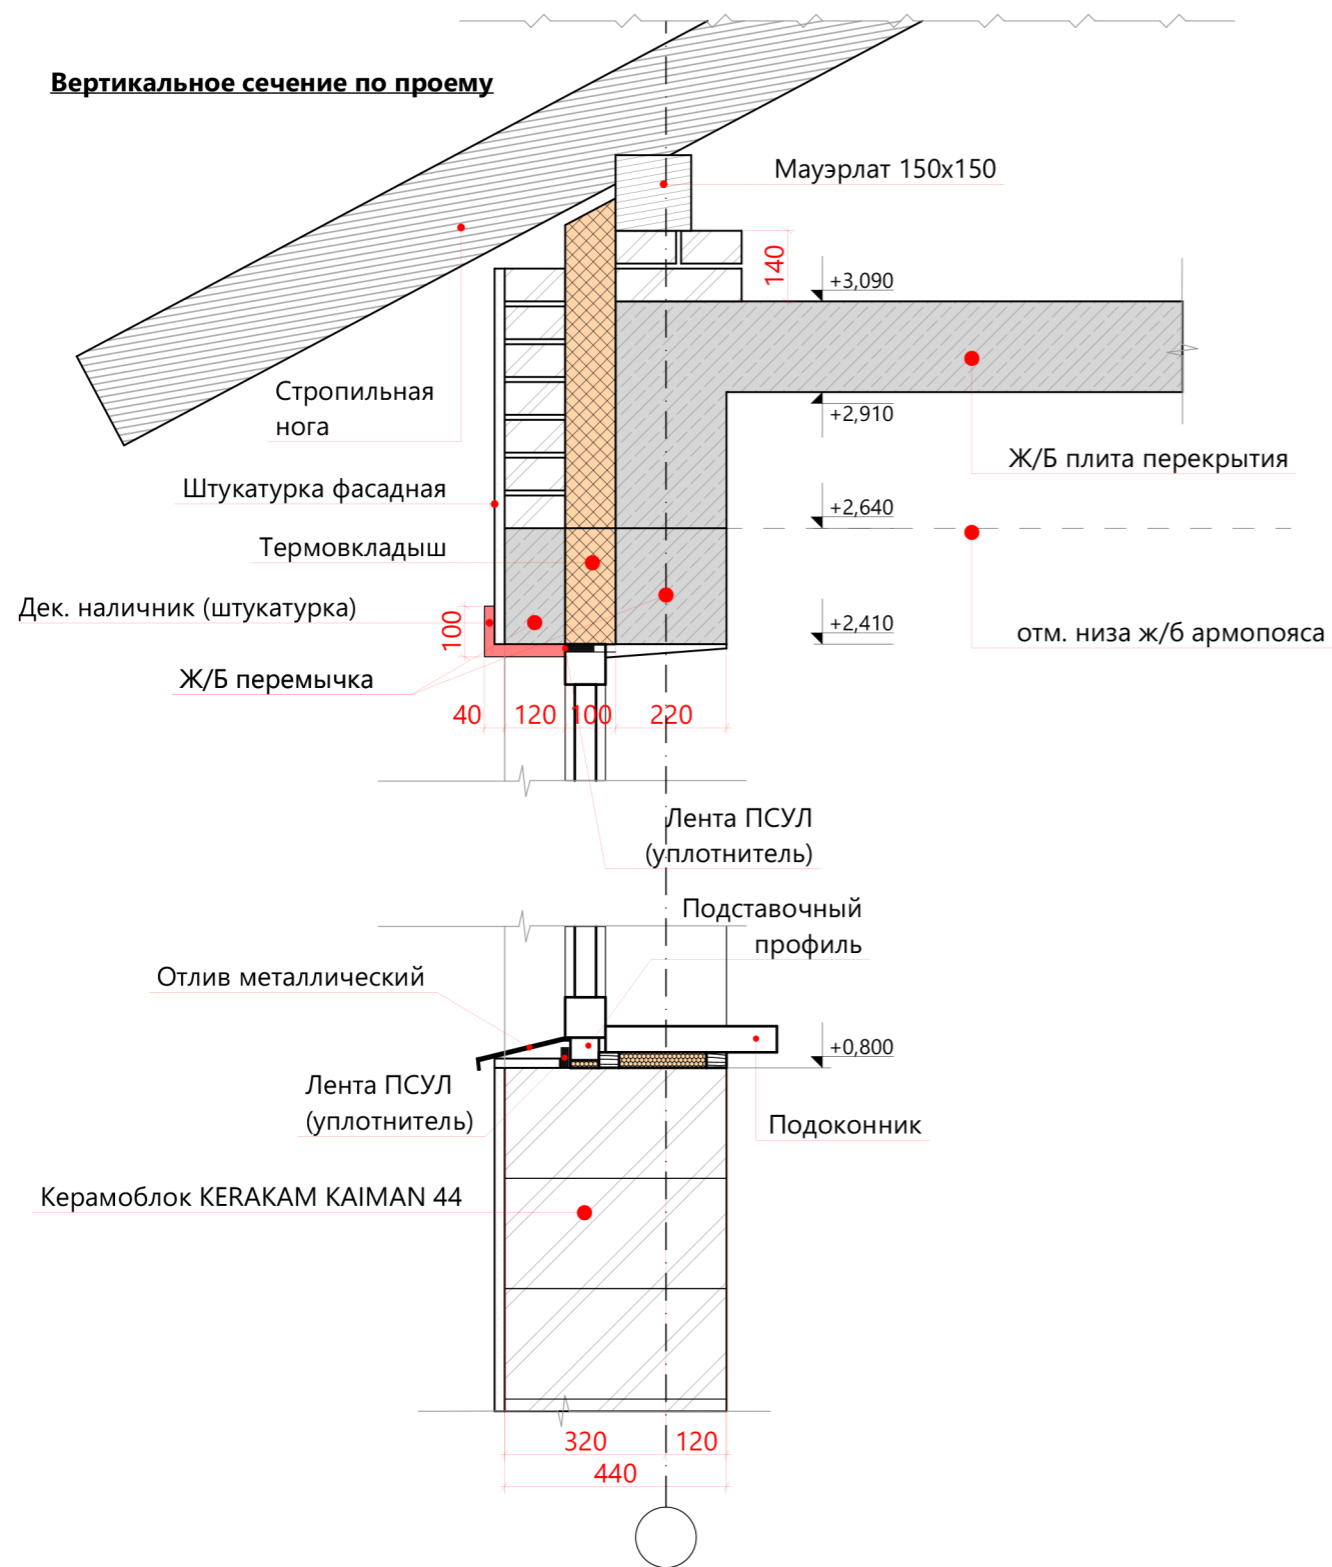 Вертикальное сечение по проему
Мауэрлат 150х150
140
+3,090
Стропильная
нога
+2,910
Ж/Б плита перекрытия
Штукатурка фасадная
+2,640
Термовкладыш
Дек. наличник (штукатурка)
100
+2,410
отм. низа ж/б армопояса
Ж/Б перемычка
40
120
100
220
Лента ПСУЛ
(уплотнитель)
Подставочный
профиль
Отлив металлический
+0,800
Лента ПСУЛ
(уплотнитель)
Подоконник
Керамоблок KERAKAM KAIMAN 44
320
120
440